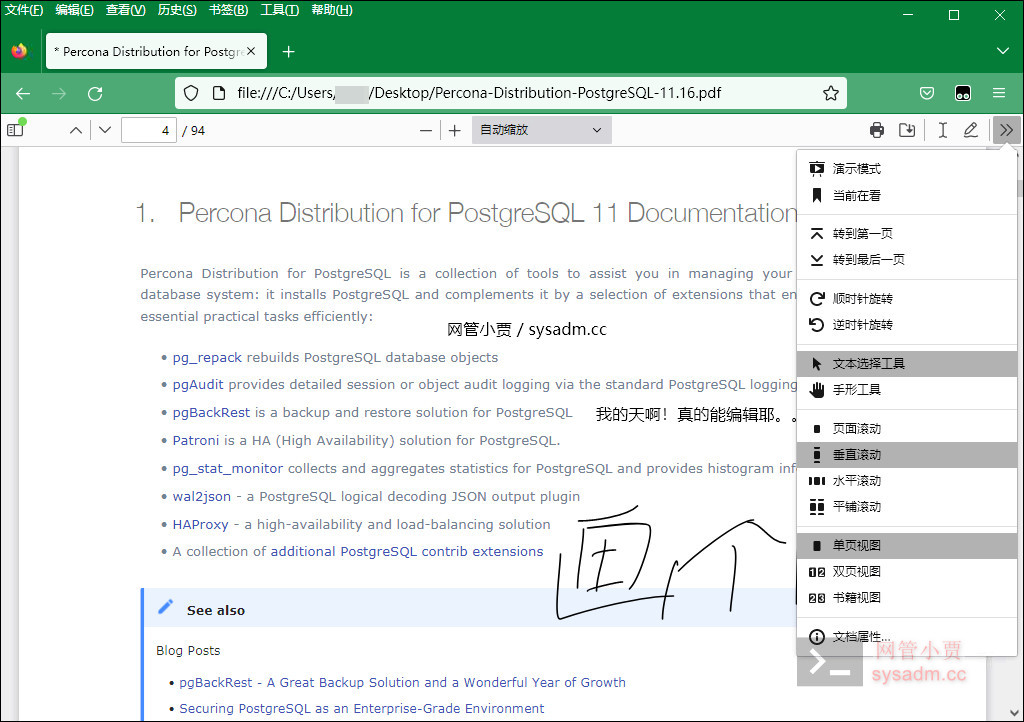 文件(F) 编辑(E) 查看(V) 历史(S) 书签(B) 工具(T) 帮助(H)
* Percona Distribution for Postgre
file:///C:/Users/ /Desktop/Percona-Distribution-PostgreSQL-11.16.pdf
4 / 94
自动缩放
1. Percona Distribution for PostgreSQL 11 Documentation
Percona Distribution for PostgreSQL is a collection of tools to assist you in managing your
database system: it installs PostgreSQL and complements it by a selection of extensions that en
essential practical tasks efficiently:
网管小贾 / sysadm.cc
• pg_repack rebuilds PostgreSQL database objects
• pgAudit provides detailed session or object audit logging via the standard PostgreSQL logging
• pgBackRest is a backup and restore solution for PostgreSQL
我的天啊！真的能编辑耶。。
• Patroni is a HA (High Availability) solution for PostgreSQL.
• pg_stat_monitor collects and aggregates statistics for PostgreSQL and provides histogram inf
• wal2json - a PostgreSQL logical decoding JSON output plugin
• HAProxy - a high-availability and load-balancing solution
• A collection of additional PostgreSQL contrib extensions
画个
See also
Blog Posts
• pgBackRest - A Great Backup Solution and a Wonderful Year of Growth
• Securing PostgreSQL as an Enterprise-Grade Environment
演示模式
当前在看
转到第一页
转到最后一页
顺时针旋转
逆时针旋转
文本选择工具
手形工具
页面滚动
垂直滚动
水平滚动
平铺滚动
单页视图
双页视图
书籍视图
文档属性...
网管小贾
sysadm.cc